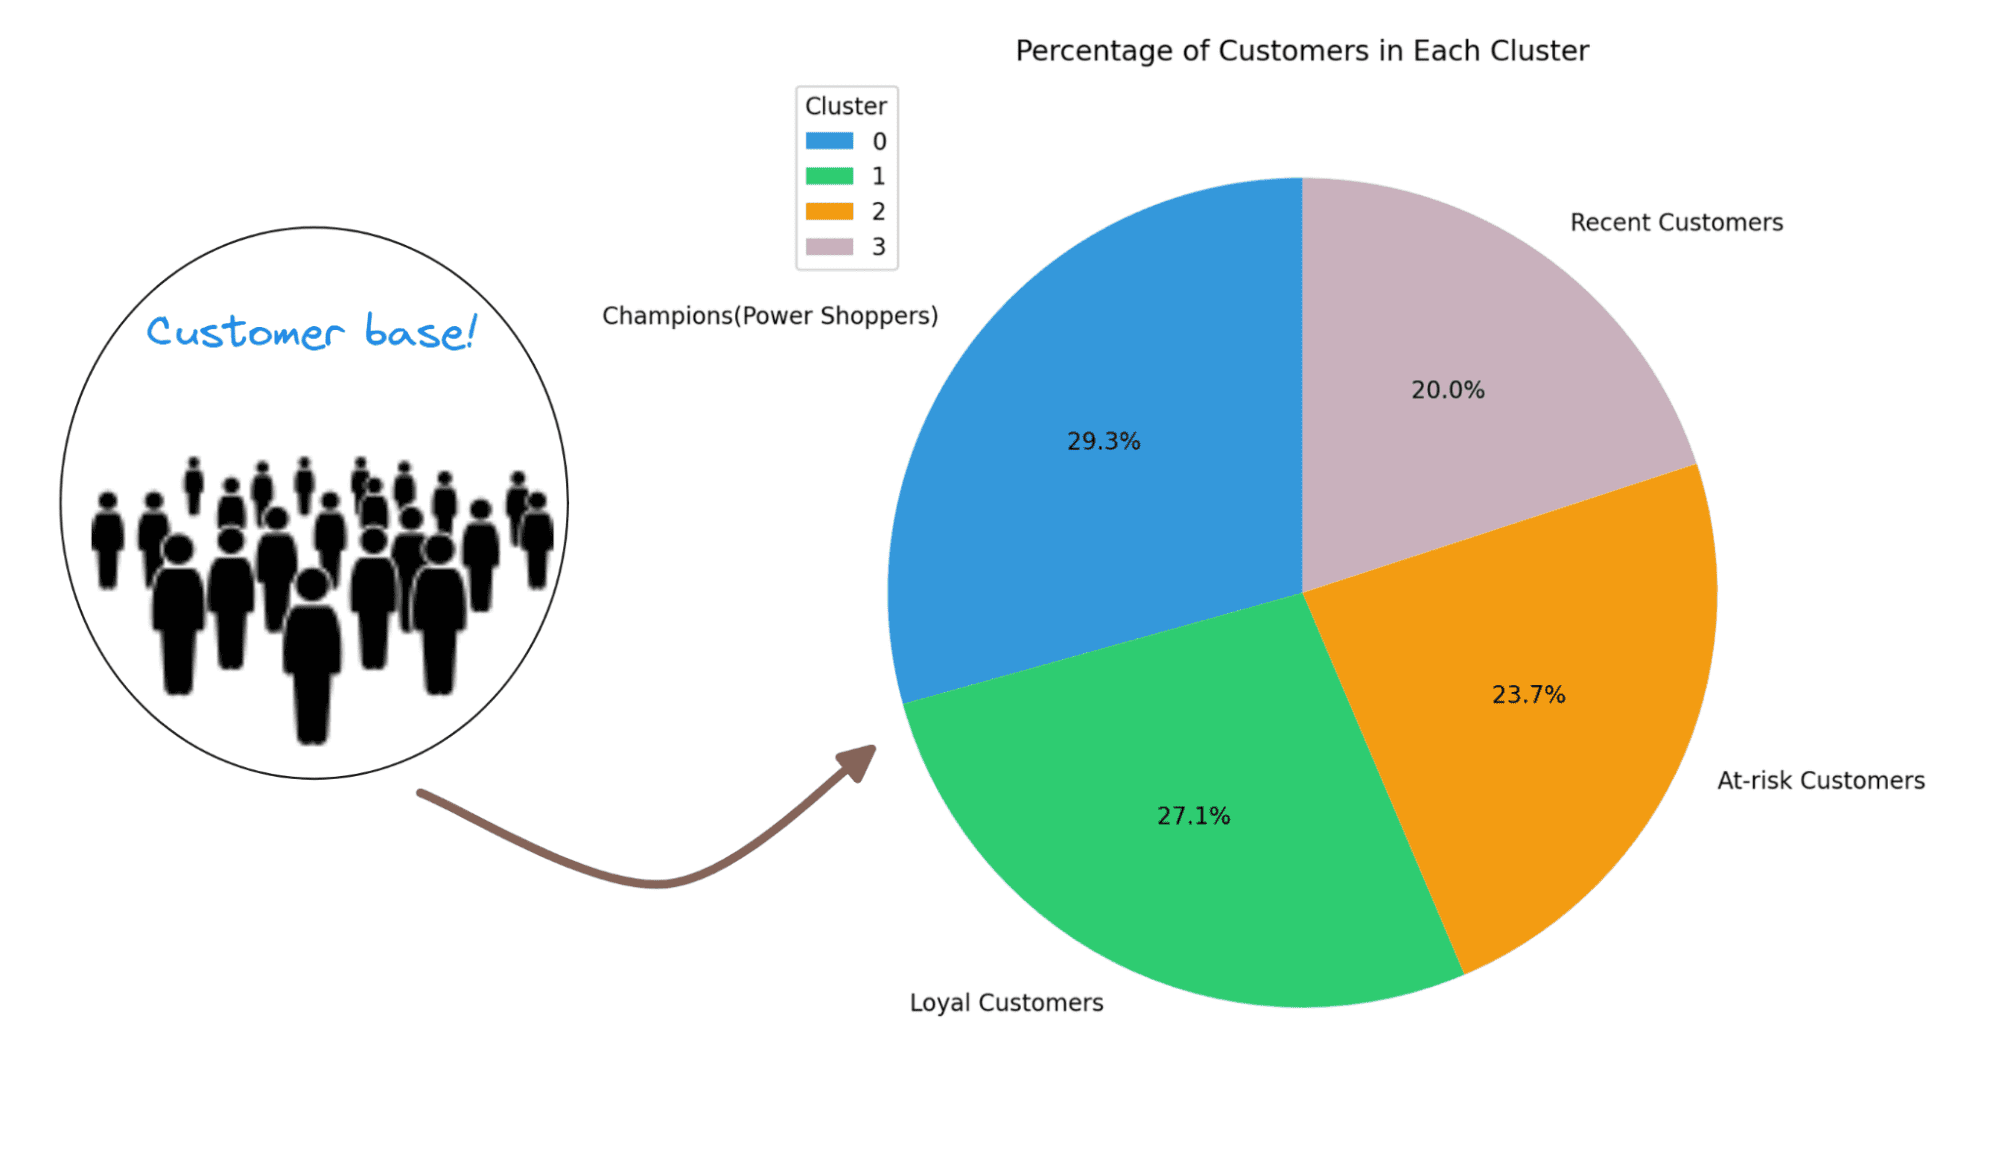 Percentage of Customers in Each Cluster
Cluster
0
1
2
3
Customer base!
Champions(Power Shoppers)
Recent Customers
20.0%
29.3%
23.7%
At-risk Customers
27.1%
Loyal Customers